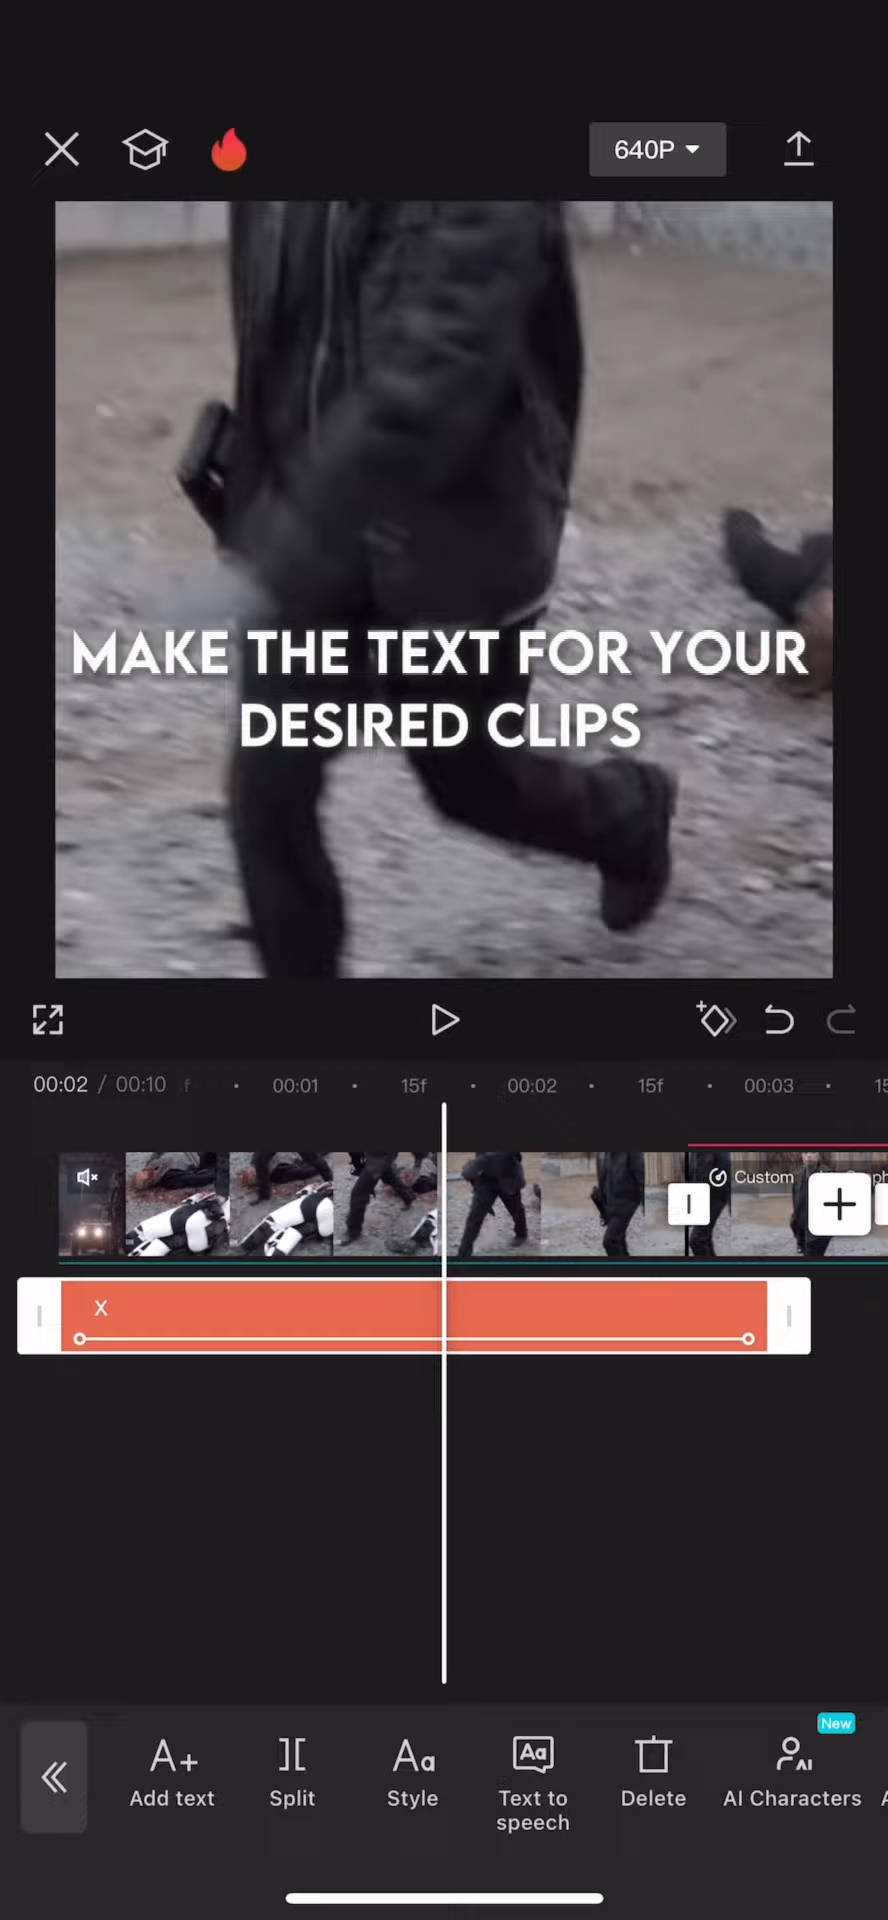 640P
MAKE THE TEXT FOR YOUR
DESIRED CLIPS
00:02 / 00:10 f 00:01 15f 00:02 15f 00:03
Custom
X
New
Add text Split Style Text to speech Delete AI Characters